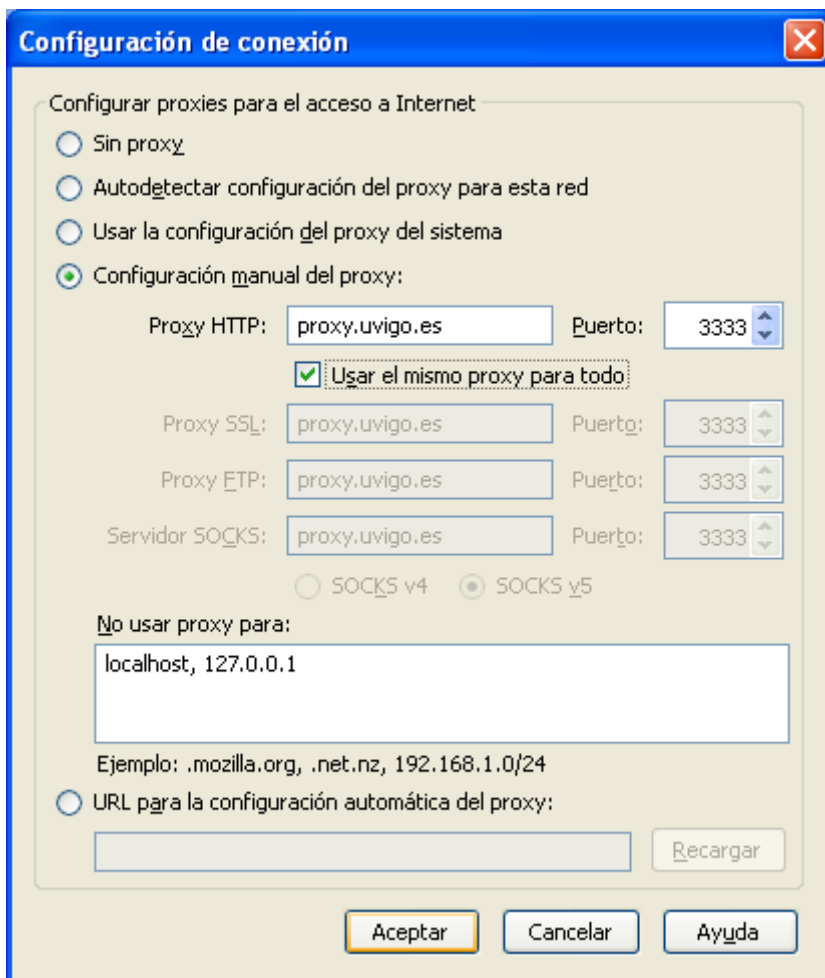 Configuración de conexión
Configurar proxies para el acceso a Internet
Sin proxy
Autodetectar configuración del proxy para esta red
Usar la configuración del proxy del sistema
Configuración manual del proxy:
Proxy HTTP: proxy.uvigo.es Puerto: 3333
Usar el mismo proxy para todo
Proxy SSL: proxy.uvigo.es Puerto: 3333
Proxy FTP: proxy.uvigo.es Puerto: 3333
Servidor SOCKS: proxy.uvigo.es Puerto: 3333
SOCKS v4 SOCKS v5
No usar proxy para:
localhost, 127.0.0.1
Ejemplo: .mozilla.org, .net.nz, 192.168.1.0/24
URL para la configuración automática del proxy:
Recargar
Aceptar Cancelar Ayuda